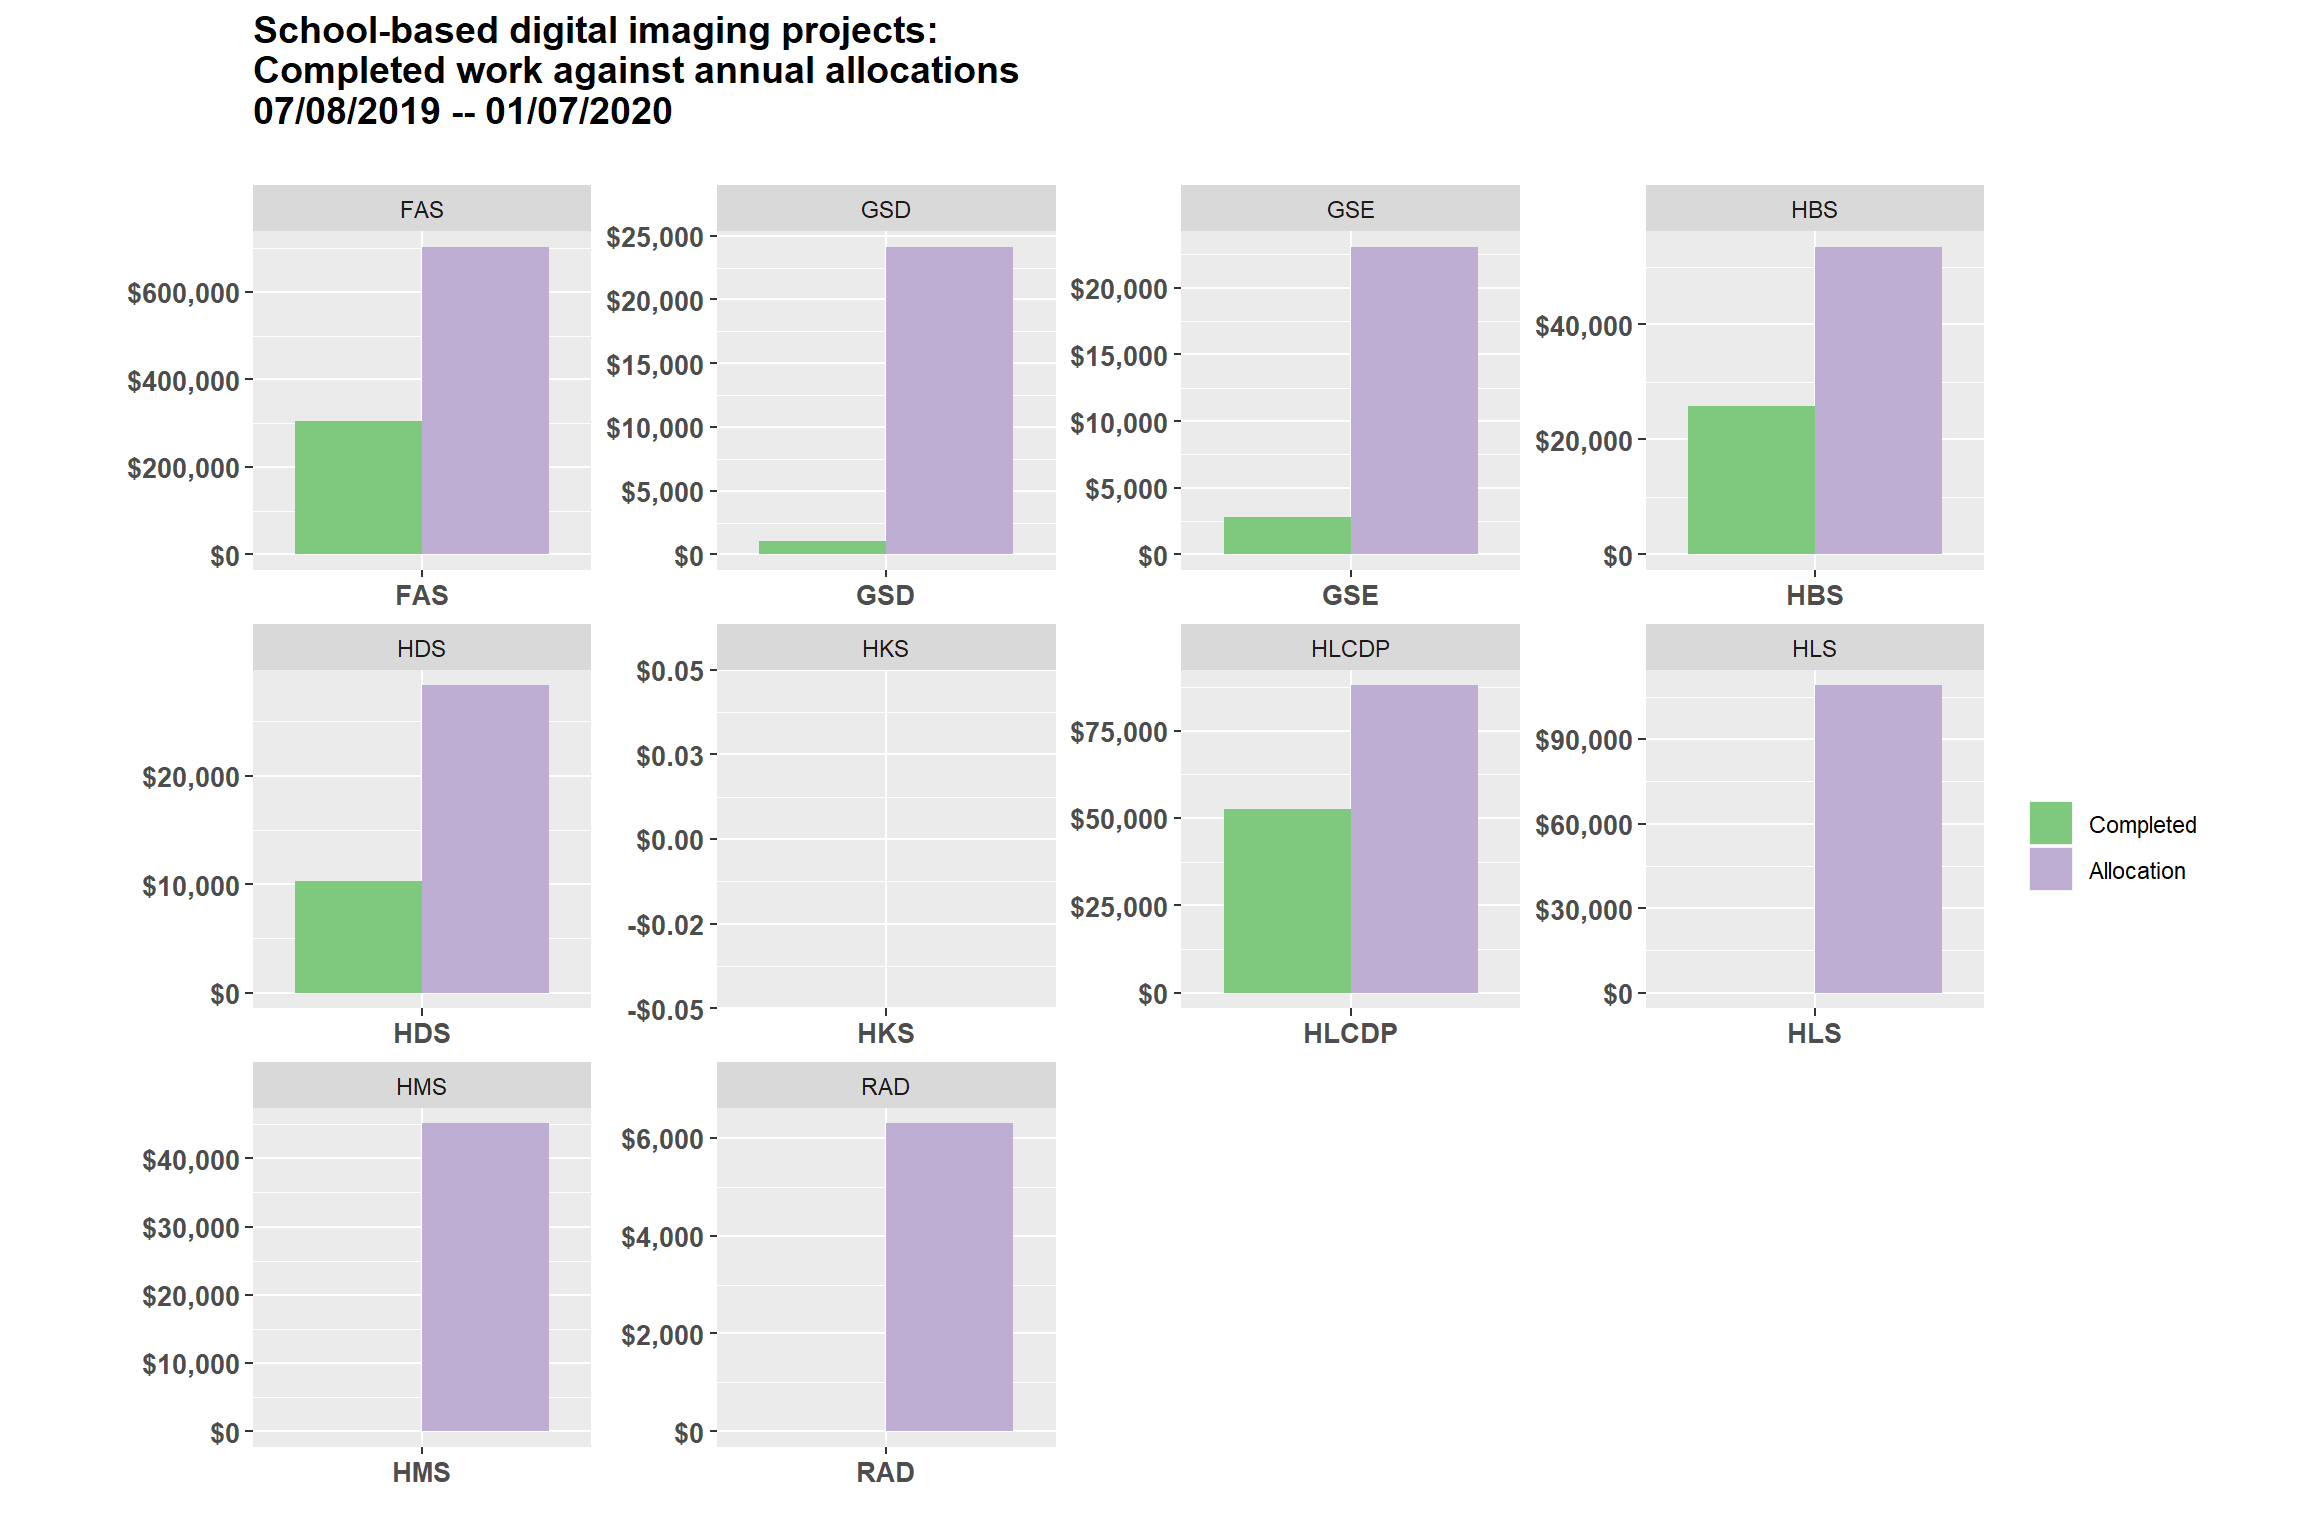 School-based digital imaging projects:
Completed work against annual allocations
07/08/2019 -- 01/07/2020
FAS
$600,000
$400,000
$200,000
$0
FAS
GSD
$25,000
$20,000
$15,000
$10,000
$5,000
$0
GSD
GSE
$20,000
$15,000
$10,000
$5,000
$0
GSE
HBS
$40,000
$20,000
$0
HBS
HDS
$20,000
$10,000
$0
HDS
HKS
$0.05
$0.03
$0.00
-$0.02
-$0.05
HKS
HLCDP
$75,000
$50,000
$25,000
$0
HLCDP
HLS
$90,000
$60,000
$30,000
$0
HLS
Completed
Allocation
HMS
$40,000
$30,000
$20,000
$10,000
$0
HMS
RAD
$6,000
$4,000
$2,000
$0
RAD